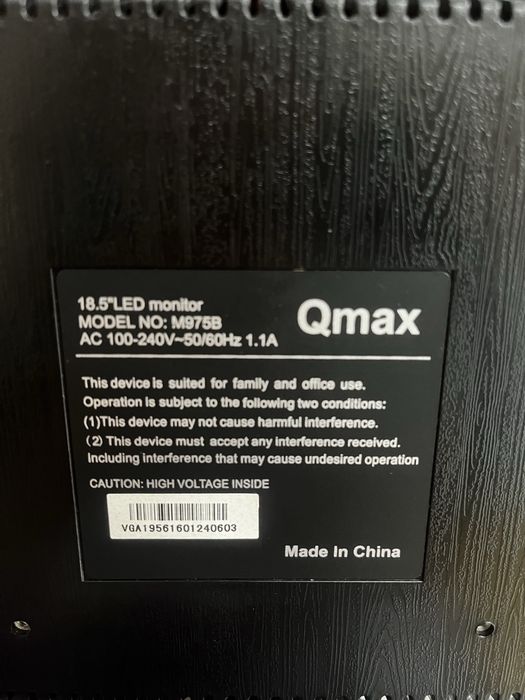 18.5"LED monitor
MODEL NO: M975B
AC 100-240V~50/60Hz 1.1A
Qmax
This device is suited for family and office use.
Operation is subject to the following two conditions:
(1)This device may not cause harmful interference.
(2) This device must accept any interference received.
Including interference that may cause undesired operation
CAUTION: HIGH VOLTAGE INSIDE
VGA19561601240603
Made In China